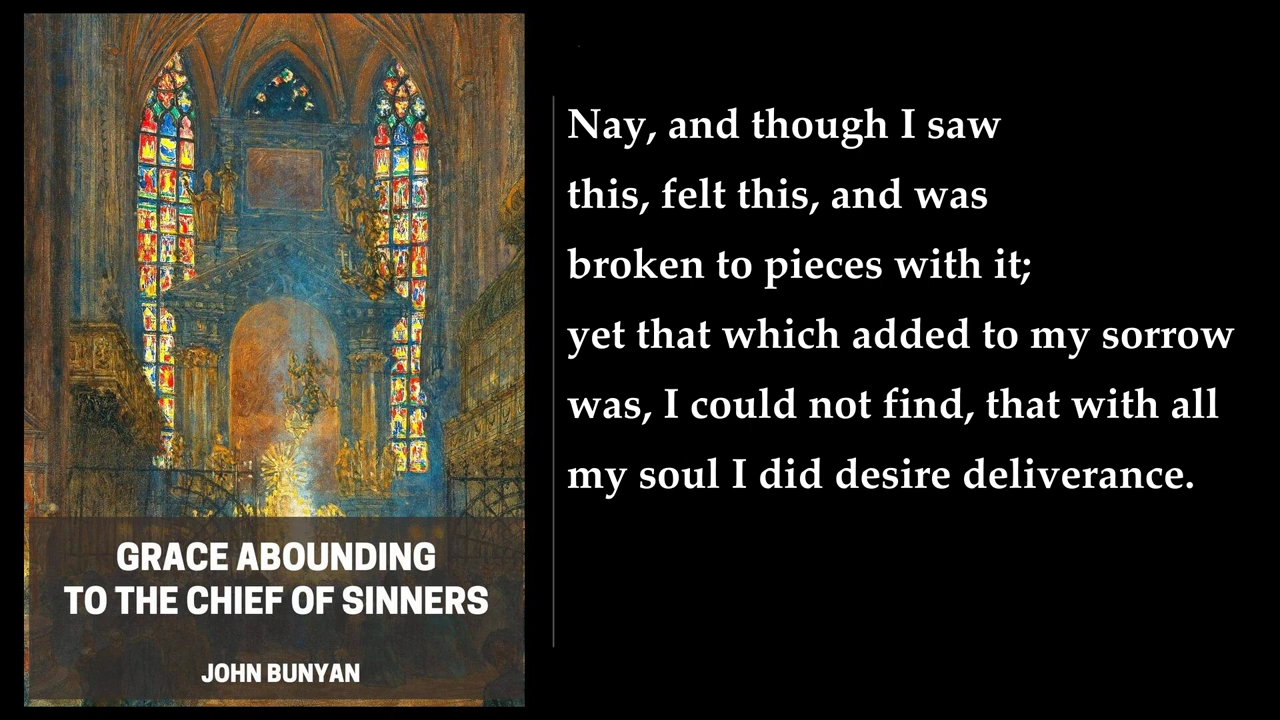 Nay, and though I saw
this, felt this, and was
broken to pieces with it;
yet that which added to my sorrow
was, I could not find, that with all
my soul I did desire deliverance.
GRACE ABOUNDING
TO THE CHIEF OF SINNERS
JOHN BUNYAN